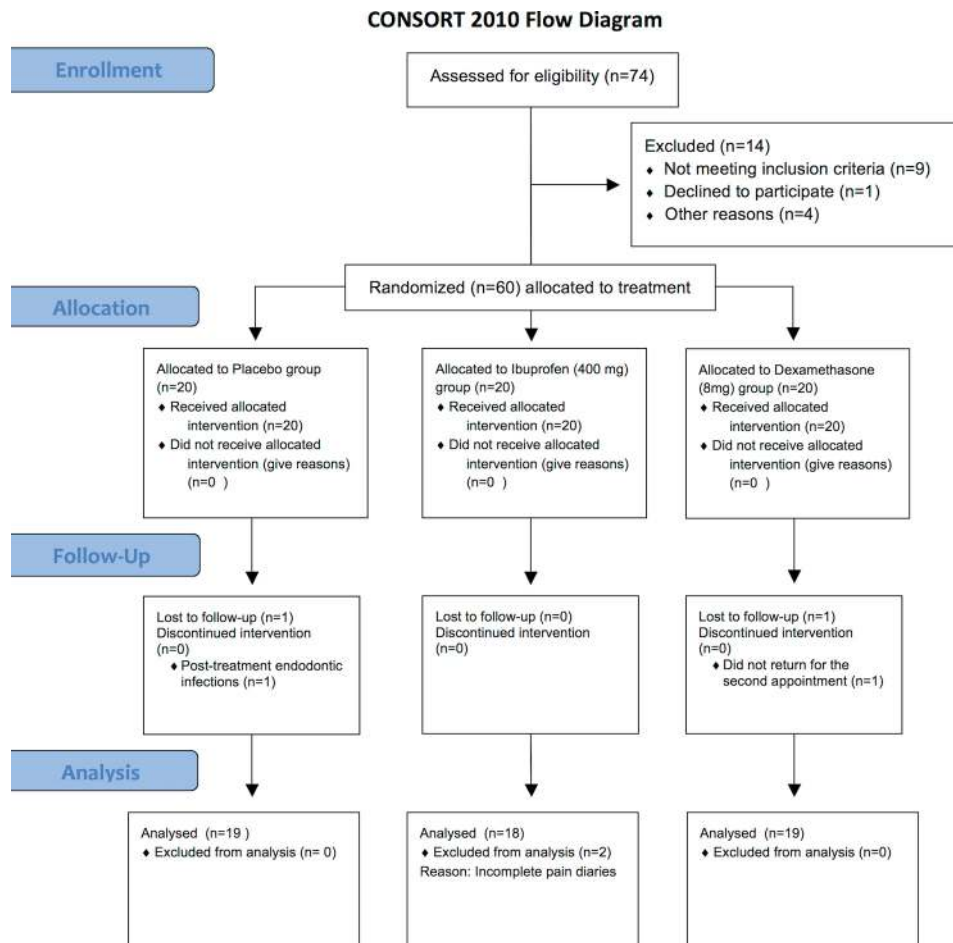 CONSORT 2010 Flow Diagram
Enrollment
Assessed for eligibility (n=74)
Excluded (n=14)
♦ Not meeting inclusion criteria (n=9)
♦ Declined to participate (n=1)
♦ Other reasons (n=4)
Randomized (n=60) allocated to treatment
Allocation
Allocated to Placebo group
(n=20)
♦ Received allocated
intervention (n=20)
♦ Did not receive allocated
intervention (give reasons)
(n=0 )
Allocated to Ibuprofen (400 mg)
group (n=20)
♦ Received allocated
intervention (n=20)
♦ Did not receive allocated
intervention (give reasons)
(n=0 )
Allocated to Dexamethasone
(8mg) group (n=20)
♦ Received allocated
intervention (n=20)
♦ Did not receive allocated
intervention (give reasons)
(n=0 )
Follow-Up
Lost to follow-up (n=1)
Discontinued intervention
(n=0)
♦ Post-treatment endodontic
infections (n=1)
Lost to follow-up (n=0)
Discontinued intervention
(n=0)
Lost to follow-up (n=1)
Discontinued intervention
(n=0)
♦ Did not return for the
second appointment (n=1)
Analysis
Analysed (n=19 )
♦ Excluded from analysis (n= 0)
Analysed (n=18)
♦ Excluded from analysis (n=2)
Reason: Incomplete pain diaries
Analysed (n=19)
♦ Excluded from analysis (n=0)